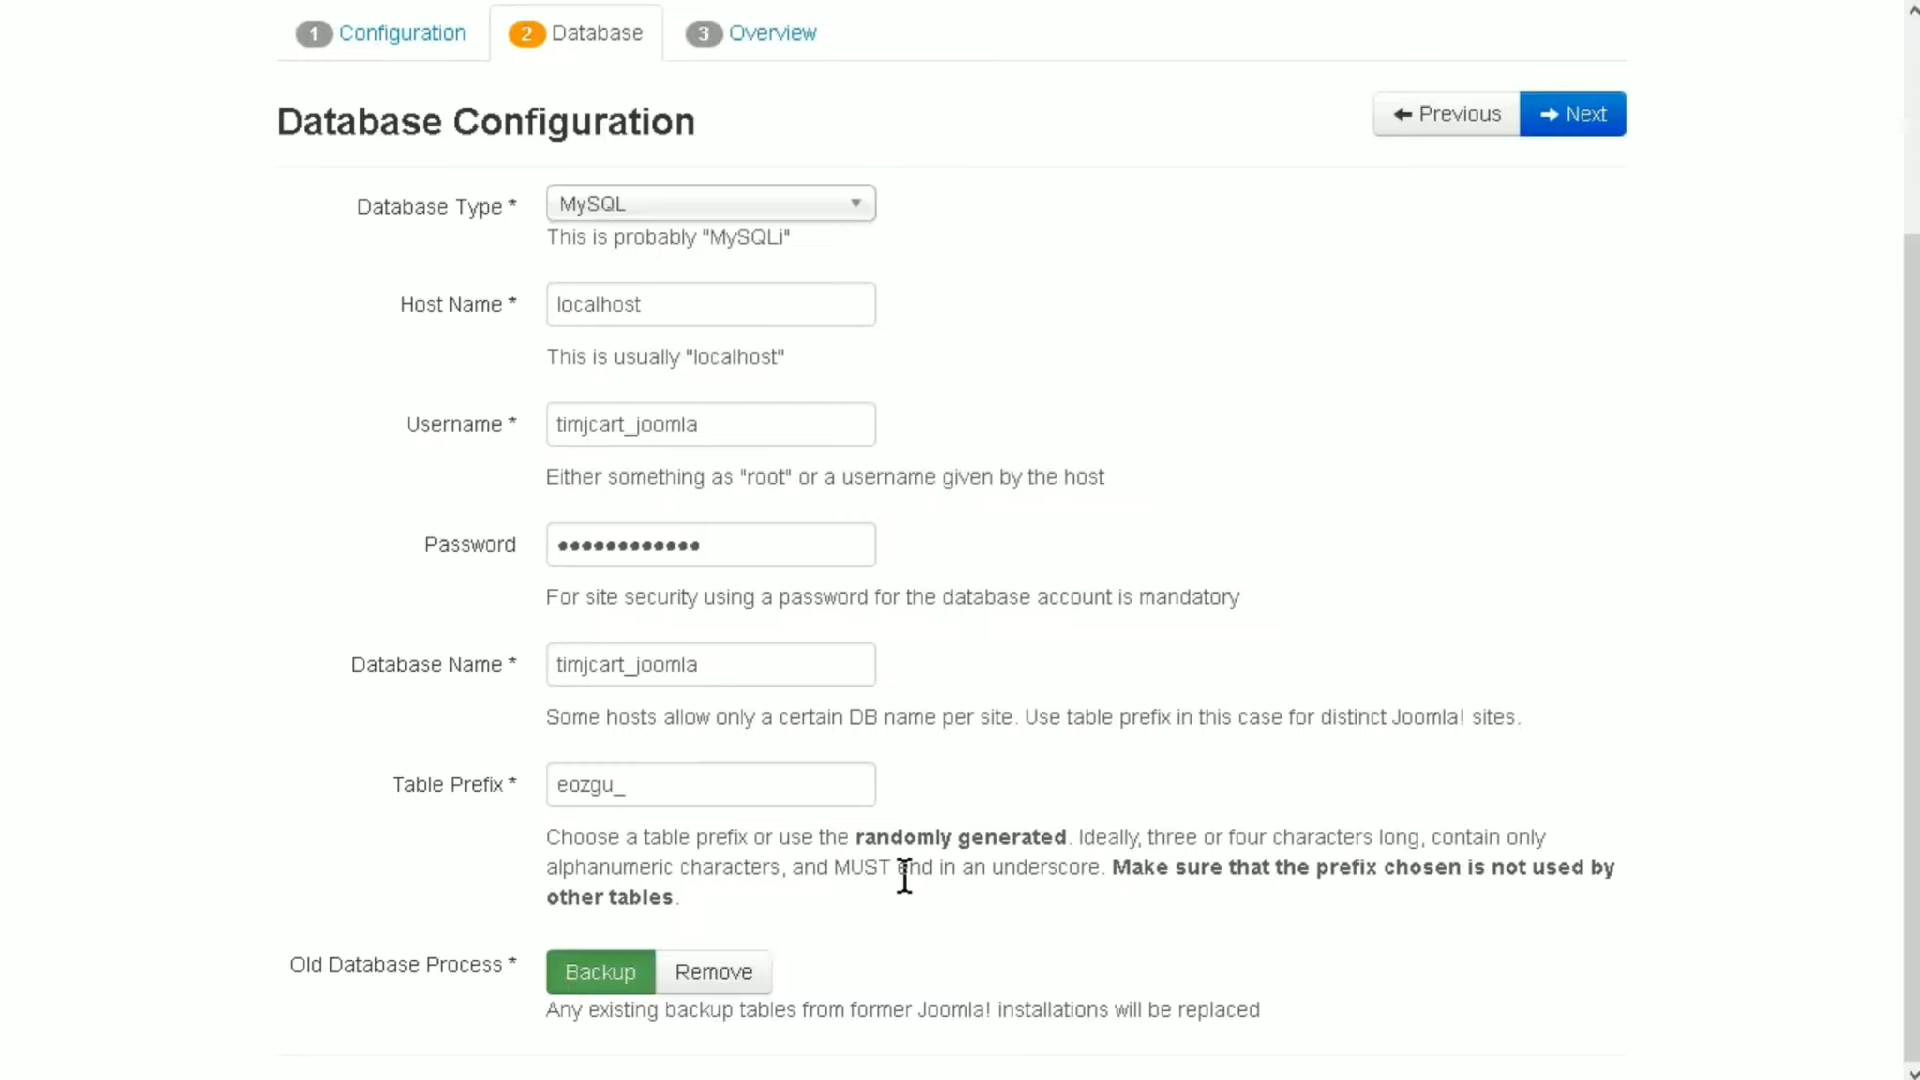 1 Configuration 2 Database 3 Overview
Database Configuration
Previous Next
Database Type * MySQL
This is probably "MySQLi"
Host Name * localhost
This is usually "localhost"
Username * timjcart_joomla
Either something as "root" or a username given by the host
Password ••••••••••••
For site security using a password for the database account is mandatory
Database Name * timjcart_joomla
Some hosts allow only a certain DB name per site. Use table prefix in this case for distinct Joomla! sites.
Table Prefix * eozgu_
Choose a table prefix or use the randomly generated. Ideally, three or four characters long, contain only
alphanumeric characters, and MUST end in an underscore. Make sure that the prefix chosen is not used by
other tables.
Old Database Process * Backup Remove
Any existing backup tables from former Joomla! installations will be replaced